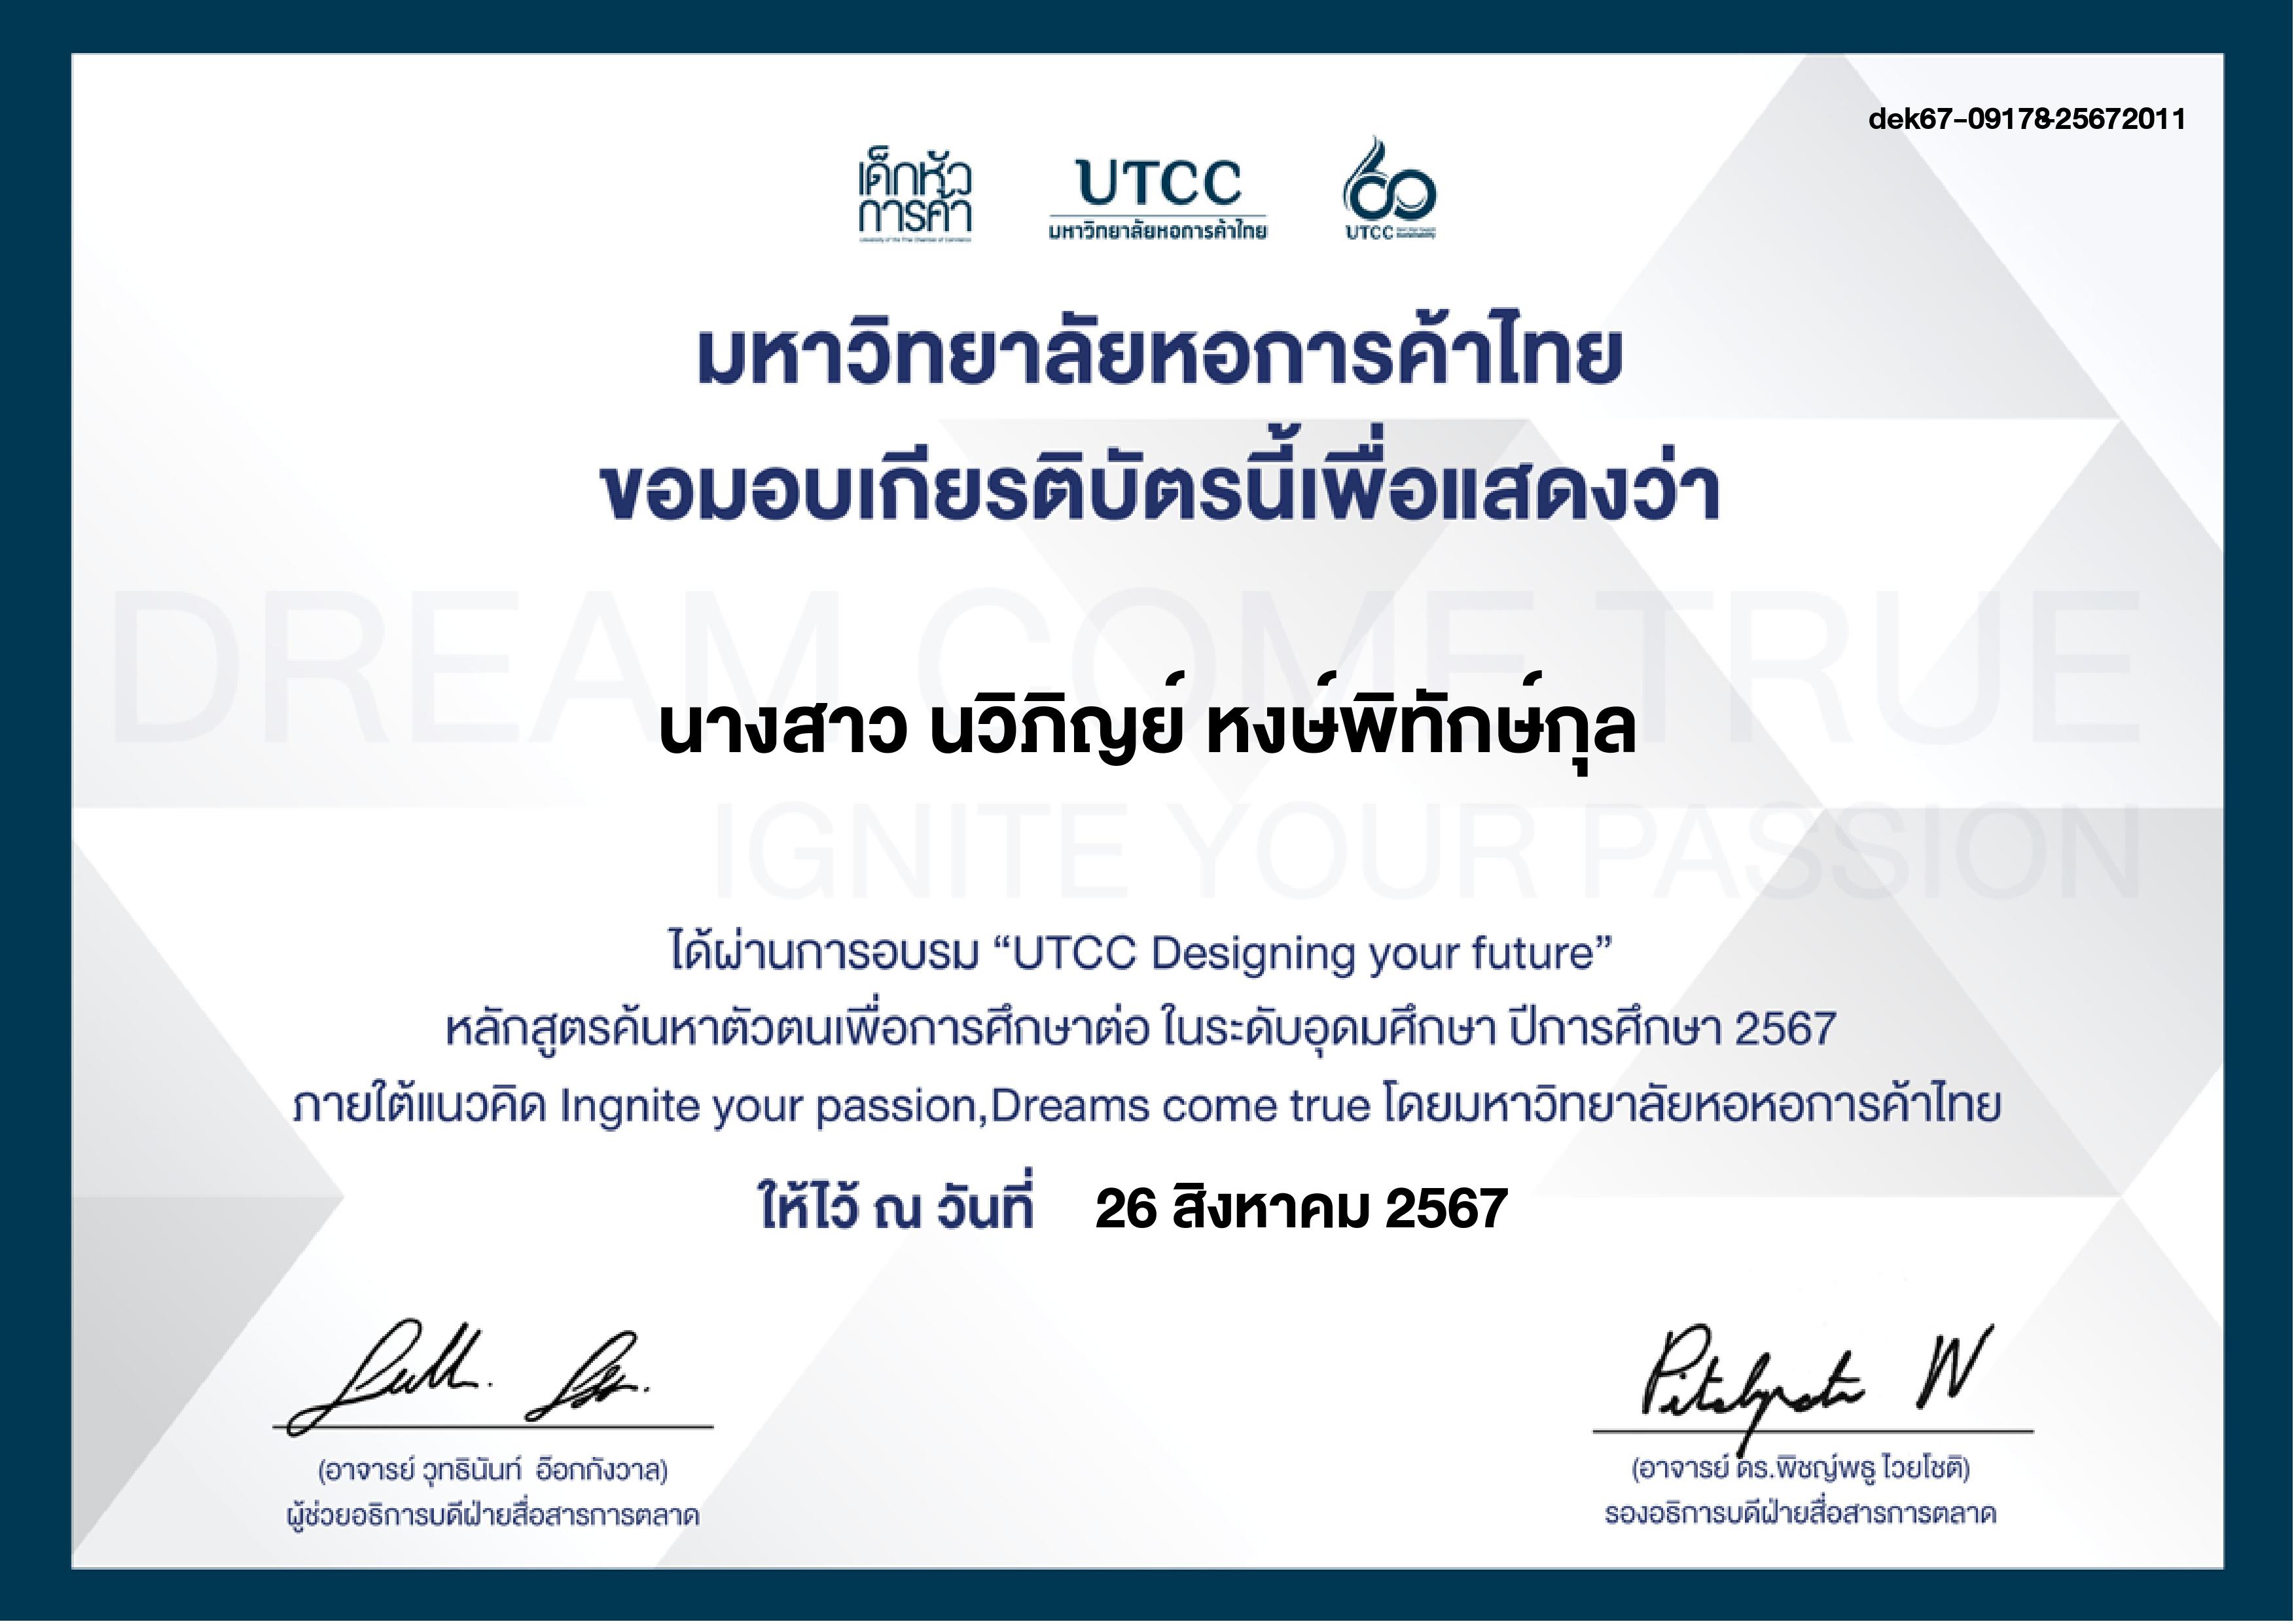 dek67-09178-25672011
เด็กหัว
การค้า
UTCC
มหาวิทยาลัยหอการค้าไทย
UTCC
มหาวิทยาลัยหอการค้าไทย
ขอมอบเกียรติบัตรนี้เพื่อแสดงว่า
DREAM COME TRUE
นางสาว นวิภิญย์ หงษ์พิทักษ์กุล
IGNITE YOUR PASSION
ได้ผ่านการอบรม “UTCC Designing your future”
หลักสูตรค้นหาตัวตนเพื่อการศึกษาต่อ ในระดับอุดมศึกษา ปีการศึกษา 2567
ภายใต้แนวคิด Ingnite your passion,Dreams come true โดยมหาวิทยาลัยหอหอการค้าไทย
ให้ไว้ ณ วันที่ 26 สิงหาคม 2567
(อาจารย์ วุทธินันท์ อ๊อกกังวาล)
ผู้ช่วยอธิการบดีฝ่ายสื่อสารการตลาด
(อาจารย์ ดร.พิชญ์พธู ไวยโชติ)
รองอธิการบดีฝ่ายสื่อสารการตลาด